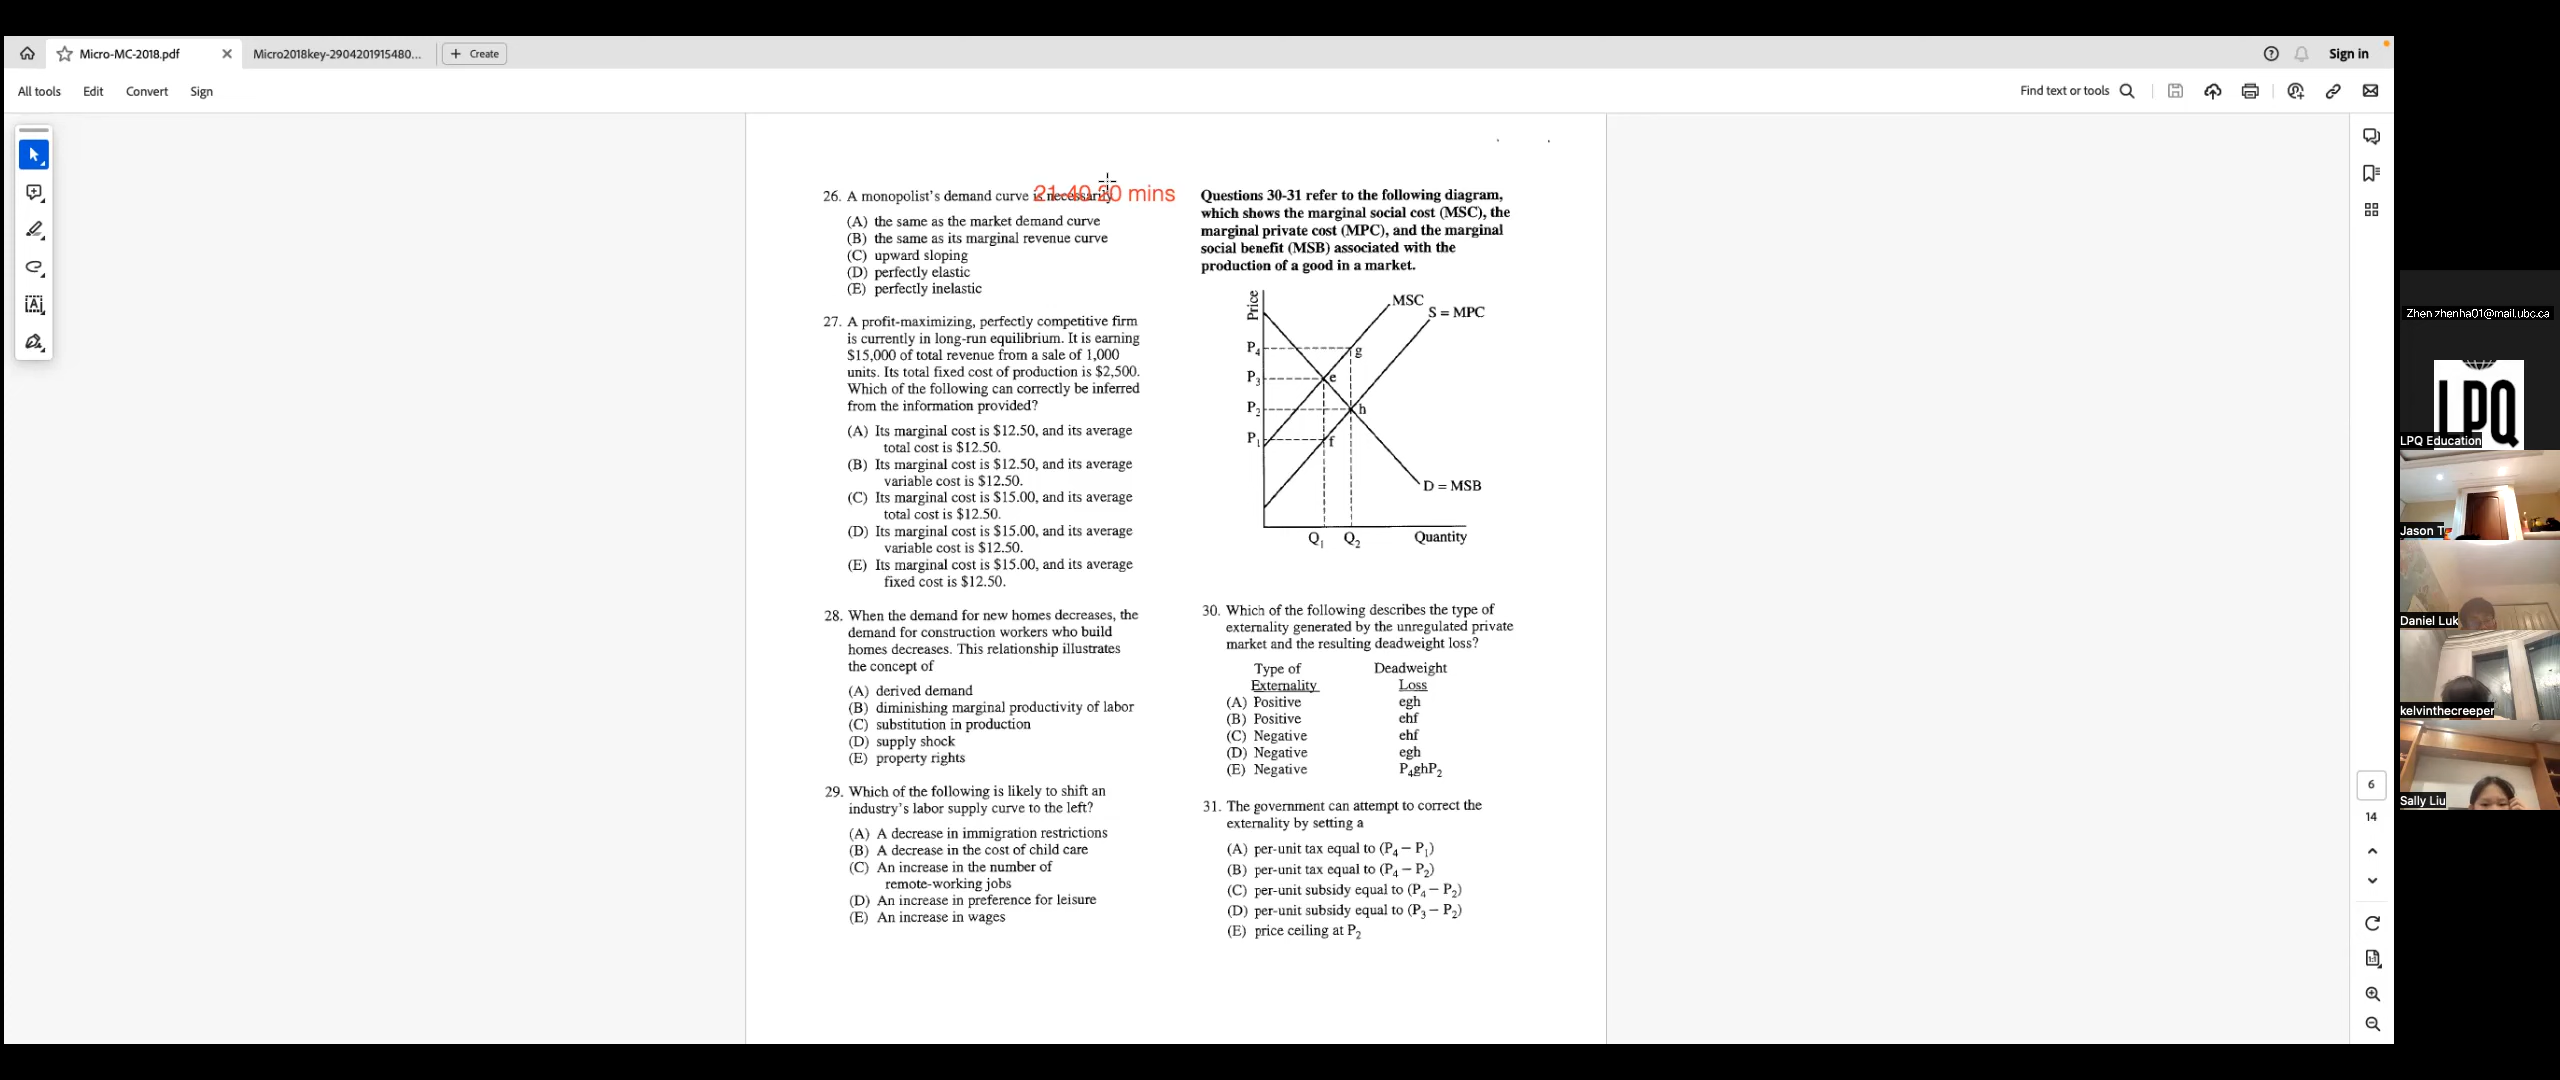 Micro-MC-2018.pdf
Micro2018key-2904201915480...
Create
Sign in
All tools
Edit
Convert
Sign
Find text or tools
26. A monopolist's demand curve is necessarily
21-40 20 mins
(A) the same as the market demand curve
(B) the same as its marginal revenue curve
(C) upward sloping
(D) perfectly elastic
(E) perfectly inelastic
27. A profit-maximizing, perfectly competitive firm
is currently in long-run equilibrium. It is earning
$15,000 of total revenue from a sale of 1,000
units. Its total fixed cost of production is $2,500.
Which of the following can correctly be inferred
from the information provided?
(A) Its marginal cost is $12.50, and its average
total cost is $12.50.
(B) Its marginal cost is $12.50, and its average
variable cost is $12.50.
(C) Its marginal cost is $15.00, and its average
total cost is $12.50.
(D) Its marginal cost is $15.00, and its average
variable cost is $12.50.
(E) Its marginal cost is $15.00, and its average
fixed cost is $12.50.
28. When the demand for new homes decreases, the
demand for construction workers who build
homes decreases. This relationship illustrates
the concept of
(A) derived demand
(B) diminishing marginal productivity of labor
(C) substitution in production
(D) supply shock
(E) property rights
29. Which of the following is likely to shift an
industry's labor supply curve to the left?
(A) A decrease in immigration restrictions
(B) A decrease in the cost of child care
(C) An increase in the number of
remote-working jobs
(D) An increase in preference for leisure
(E) An increase in wages
Questions 30-31 refer to the following diagram,
which shows the marginal social cost (MSC), the
marginal private cost (MPC), and the marginal
social benefit (MSB) associated with the
production of a good in a market.
Price
MSC
S = MPC
P4
g
P3
e
P2
h
P1
f
D = MSB
Q1
Q2
Quantity
30. Which of the following describes the type of
externality generated by the unregulated private
market and the resulting deadweight loss?
Type of Deadweight
Externality Loss
(A) Positive egh
(B) Positive ehf
(C) Negative ehf
(D) Negative egh
(E) Negative P4ghP2
31. The government can attempt to correct the
externality by setting a
(A) per-unit tax equal to (P4 – P1)
(B) per-unit tax equal to (P4 – P2)
(C) per-unit subsidy equal to (P4 – P2)
(D) per-unit subsidy equal to (P3 – P2)
(E) price ceiling at P2
6
14
Zhen zhenha01@mail.ubc.ca
LPQ
LPQ Education
Jason T
Daniel Luk
kelvinthecreeper
Sally Liu